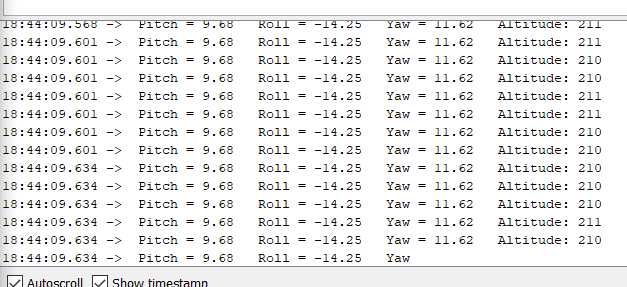 18:44:09.568 -> Pitch = 9.68 Roll = -14.25 Yaw = 11.62 Altitude: 211
18:44:09.601 -> Pitch = 9.68 Roll = -14.25 Yaw = 11.62 Altitude: 211
18:44:09.601 -> Pitch = 9.68 Roll = -14.25 Yaw = 11.62 Altitude: 210
18:44:09.601 -> Pitch = 9.68 Roll = -14.25 Yaw = 11.62 Altitude: 210
18:44:09.601 -> Pitch = 9.68 Roll = -14.25 Yaw = 11.62 Altitude: 211
18:44:09.601 -> Pitch = 9.68 Roll = -14.25 Yaw = 11.62 Altitude: 211
18:44:09.601 -> Pitch = 9.68 Roll = -14.25 Yaw = 11.62 Altitude: 210
18:44:09.601 -> Pitch = 9.68 Roll = -14.25 Yaw = 11.62 Altitude: 210
18:44:09.634 -> Pitch = 9.68 Roll = -14.25 Yaw = 11.62 Altitude: 210
18:44:09.634 -> Pitch = 9.68 Roll = -14.25 Yaw = 11.62 Altitude: 210
18:44:09.634 -> Pitch = 9.68 Roll = -14.25 Yaw = 11.62 Altitude: 210
18:44:09.634 -> Pitch = 9.68 Roll = -14.25 Yaw = 11.62 Altitude: 211
18:44:09.634 -> Pitch = 9.68 Roll = -14.25 Yaw = 11.62 Altitude: 210
18:44:09.634 -> Pitch = 9.68 Roll = -14.25 Yaw
Autoscroll Show timestamp